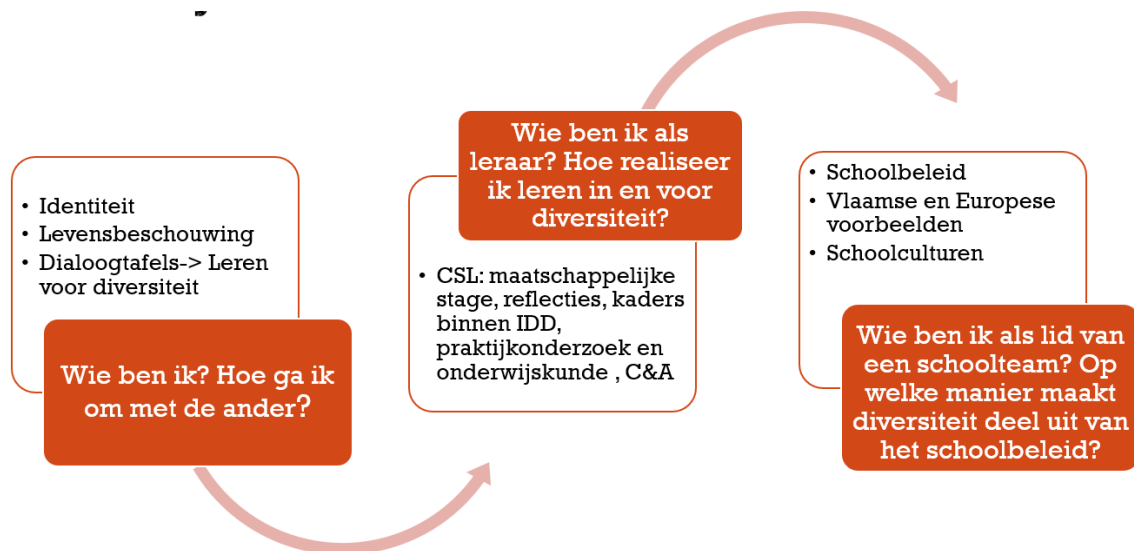 • Identiteit
• Levensbeschouwing
• Dialoogtafels-> Leren
voor diversiteit
Wie ben ik? Hoe ga ik
om met de ander?
Wie ben ik als
leraar? Hoe realiseer
ik leren in en voor
diversiteit?
• CSL: maatschappelijke
stage, reflecties, kaders
binnen IDD,
praktijkonderzoek en
onderwijskunde , C&A
• Schoolbeleid
• Vlaamse en Europese
voorbeelden
• Schoolculturen
Wie ben ik als lid van
een schoolteam? Op
welke manier maakt
diversiteit deel uit van
het schoolbeleid?